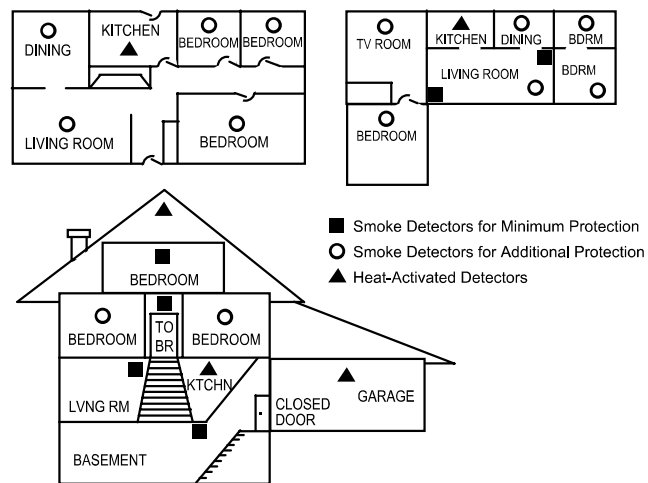 KITCHEN
DINING
BEDROOM
BEDROOM
LIVING ROOM
BEDROOM
TV ROOM
KITCHEN
DINING
BDRM
LIVING ROOM
BDRM
BEDROOM
Smoke Detectors for Minimum Protection
Smoke Detectors for Additional Protection
Heat-Activated Detectors
BEDROOM
BEDROOM
TO
BR
BEDROOM
LVNG RM
KTCHN
CLOSED
DOOR
GARAGE
BASEMENT